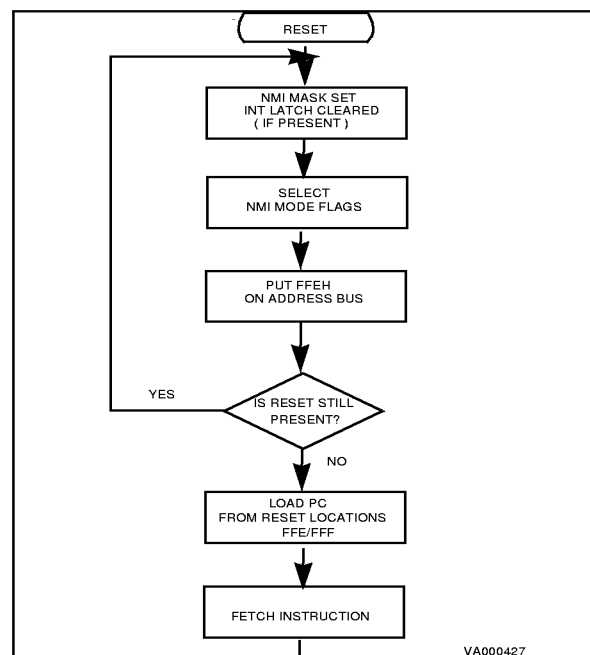 RESET
NMI MASK SET
INT LATCH CLEARED
( IF PRESENT )
SELECT
NMI MODE FLAGS
PUT FFEH
ON ADDRESS BUS
YES
IS RESET STILL
PRESENT?
NO
LOAD PC
FROM RESET LOCATIONS
FFE/FFF
FETCH INSTRUCTION
VA000427